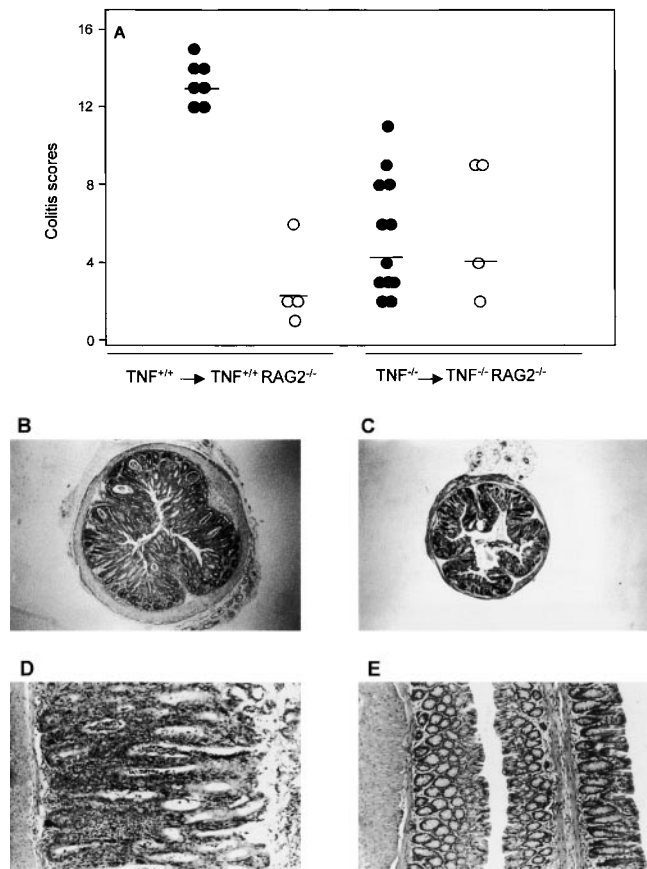 A
16
12
8
4
0
Colitis scores
TNF+/+ → TNF+/+ RAG2-/-
TNF-/- → TNF-/- RAG2-/-
B
C
D
E